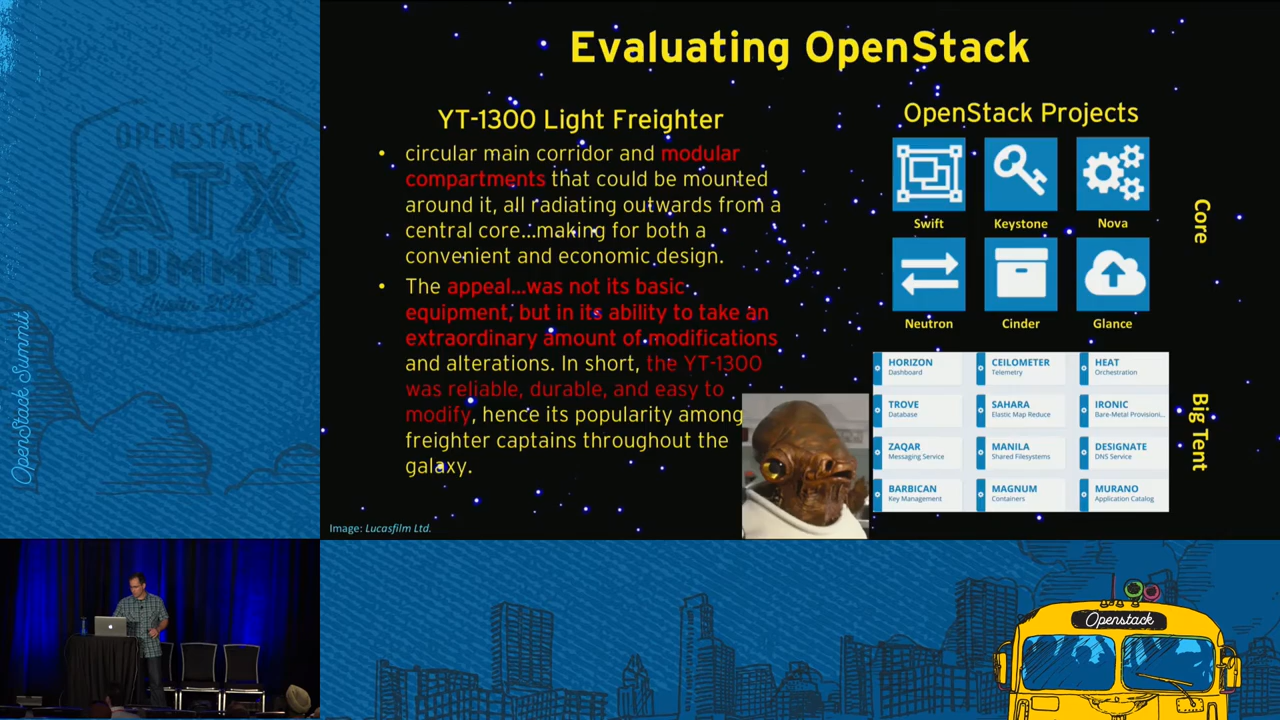 Evaluating OpenStack
YT-1300 Light Freighter
• circular main corridor and modular
compartments that could be mounted
around it, all radiating outwards from a
central core...making for both a
convenient and economic design.
• The appeal...was not its basic
equipment, but in its ability to take an
extraordinary amount of modifications
and alterations. In short, the YT-1300
was reliable, durable, and easy to
modify, hence its popularity among
freighter captains throughout the
galaxy.
Image: Lucasfilm Ltd.
OpenStack Projects
Swift
Keystone
Nova
Neutron
Cinder
Glance
Core
HORIZON
Dashboard
CEILOMETER
Telemetry
HEAT
Orchestration
TROVE
Database
SAHARA
Elastic Map Reduce
IRONIC
Bare-Metal Provisioni...
ZAQAR
Messaging Service
MANILA
Shared Filesystems
DESIGNATE
DNS Service
BARBICAN
Key Management
MAGNUM
Containers
MURANO
Application Catalog
Big Tent
OPENSTACK
ATX
SUMMIT
OpenStack Summit
Openstack